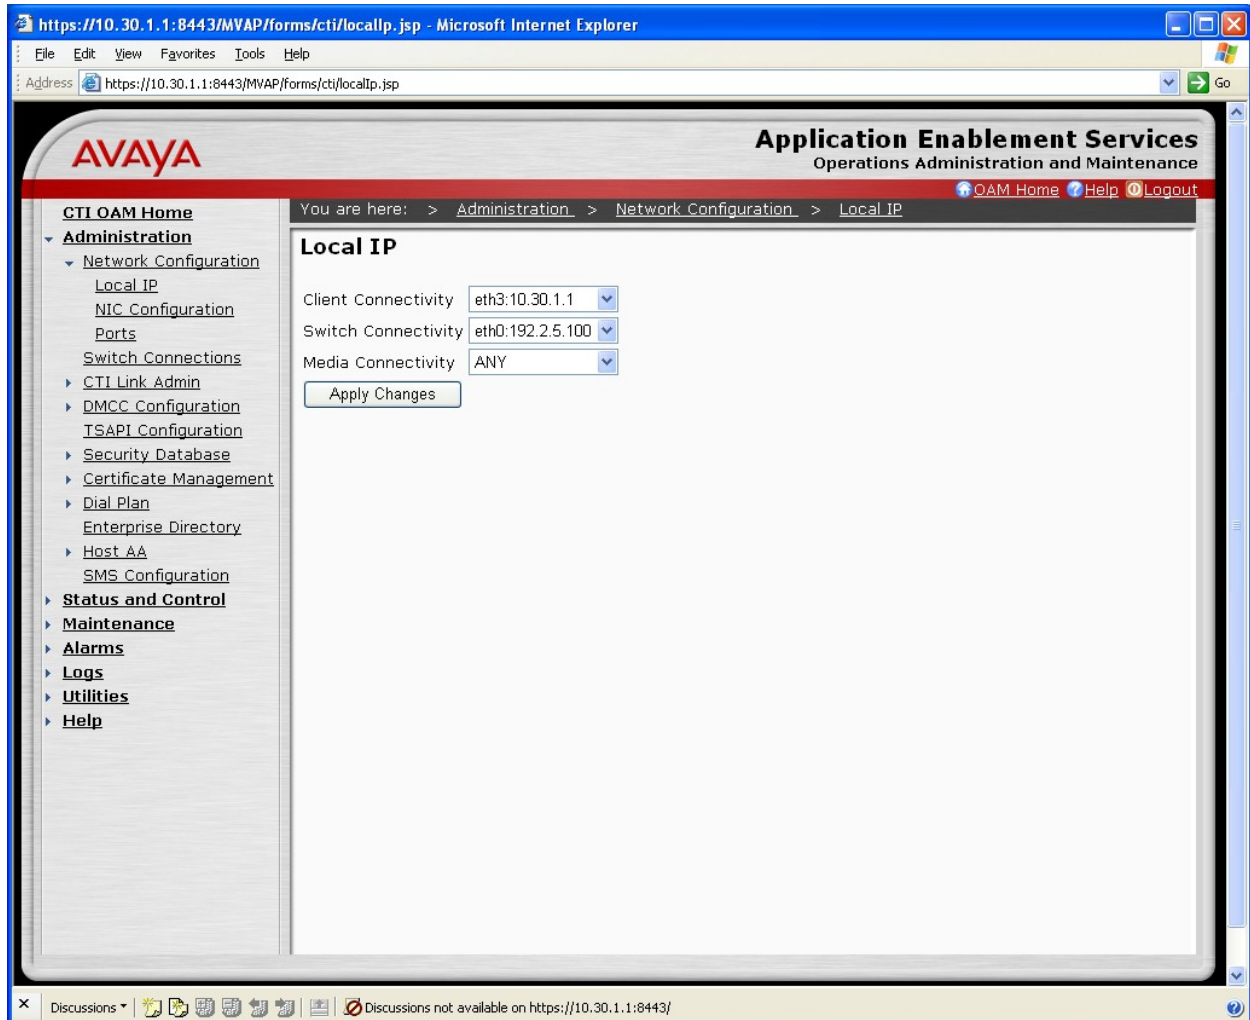 https://10.30.1.1:8443/MVAP/forms/cti/localIp.jsp - Microsoft Internet Explorer
File Edit View Favorites Tools Help
Address https://10.30.1.1:8443/MVAP/forms/cti/localIp.jsp Go
AVAYA
Application Enablement Services
Operations Administration and Maintenance
OAM Home Help Logout
You are here: > Administration > Network Configuration > Local IP
CTI OAM Home
Administration
Network Configuration
Local IP
NIC Configuration
Ports
Switch Connections
CTI Link Admin
DMCC Configuration
TSAPI Configuration
Security Database
Certificate Management
Dial Plan
Enterprise Directory
Host AA
SMS Configuration
Status and Control
Maintenance
Alarms
Logs
Utilities
Help
Local IP
Client Connectivity eth3:10.30.1.1
Switch Connectivity eth0:192.2.5.100
Media Connectivity ANY
Apply Changes
Discussions Discussions not available on https://10.30.1.1:8443/